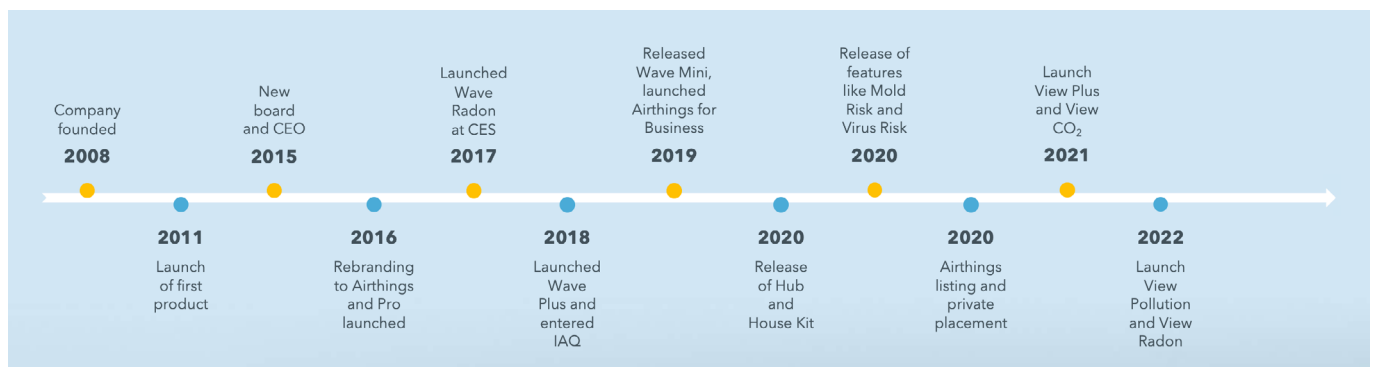 Company
founded
2008
2011
Launch
of first
product
New
board
and CEO
2015
2016
Rebranding
to Airthings
and Pro
launched
Launched
Wave
Radon
at CES
2017
2018
Launched
Wave
Plus and
entered
IAQ
Released
Wave Mini,
launched
Airthings for
Business
2019
2020
Release
of Hub
and
House Kit
Release of
features
like Mold
Risk and
Virus Risk
2020
2020
Airthings
listing and
private
placement
Launch
View Plus
and View
CO₂
2021
2022
Launch
View
Pollution
and View
Radon